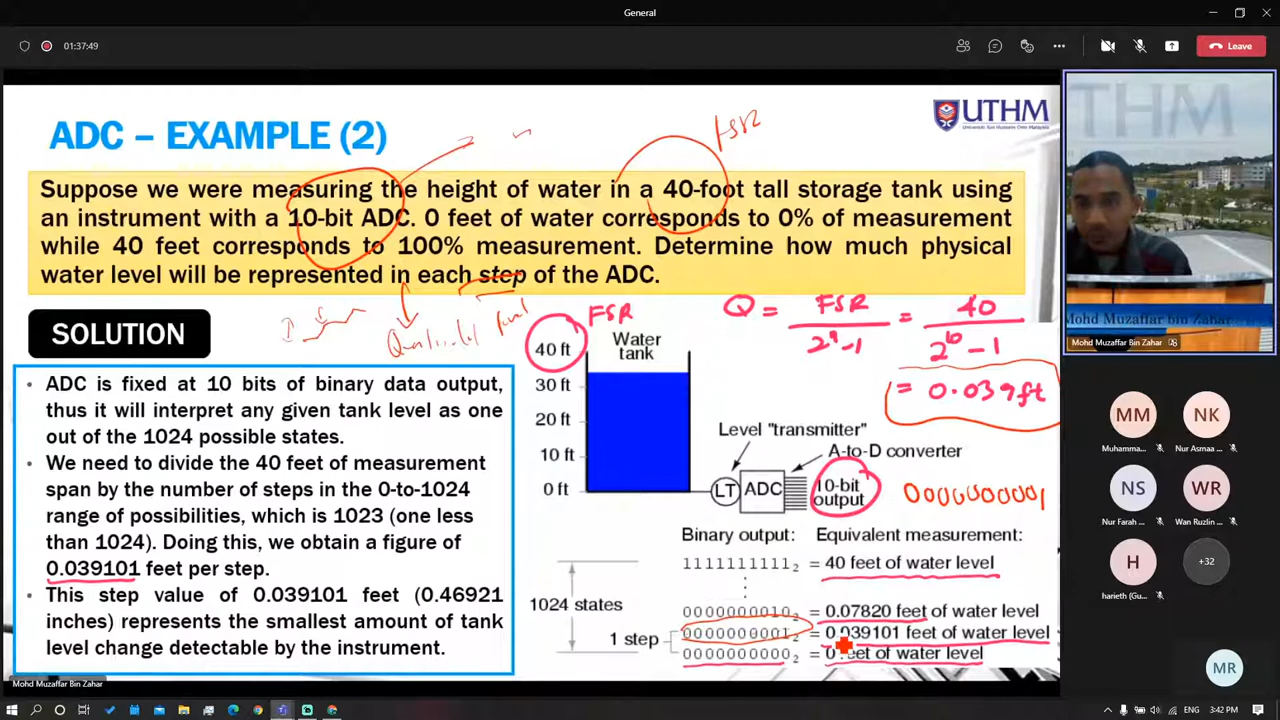 General
01:37:49
Leave
UTHM
Universiti Tun Hussein Onn Malaysia
ADC – EXAMPLE (2)
FSR
Suppose we were measuring the height of water in a 40-foot tall storage tank using
an instrument with a 10-bit ADC. 0 feet of water corresponds to 0% of measurement
while 40 feet corresponds to 100% measurement. Determine how much physical
water level will be represented in each step of the ADC.
SOLUTION
ADC is fixed at 10 bits of binary data output,
thus it will interpret any given tank level as one
out of the 1024 possible states.
We need to divide the 40 feet of measurement
span by the number of steps in the 0-to-1024
range of possibilities, which is 1023 (one less
than 1024). Doing this, we obtain a figure of
0.039101 feet per step.
This step value of 0.039101 feet (0.46921
inches) represents the smallest amount of tank
level change detectable by the instrument.
FSR
Water
tank
40 ft
30 ft
20 ft
10 ft
0 ft
Q = FSR = 40
2ⁿ-1 2¹⁰-1
= 0.039ft
Level "transmitter"
A-to-D converter
LT
ADC
10-bit
output
0000000001
Binary output: Equivalent measurement:
1111111111₂ = 40 feet of water level
1024 states
0000000010₂ = 0.07820 feet of water level
1 step
0000000001₂ = 0.039101 feet of water level
0000000000₂ = 0 feet of water level
Mohd Muzaffar Bin Zahar
Mohd Muzaffar Bin Zahar
MM
Muhamma...
NK
Nur Asmaa ...
NS
Nur Farah ...
WR
Wan Ruzlin ...
H
harieth (Gu...
+32
MR
3:42 PM